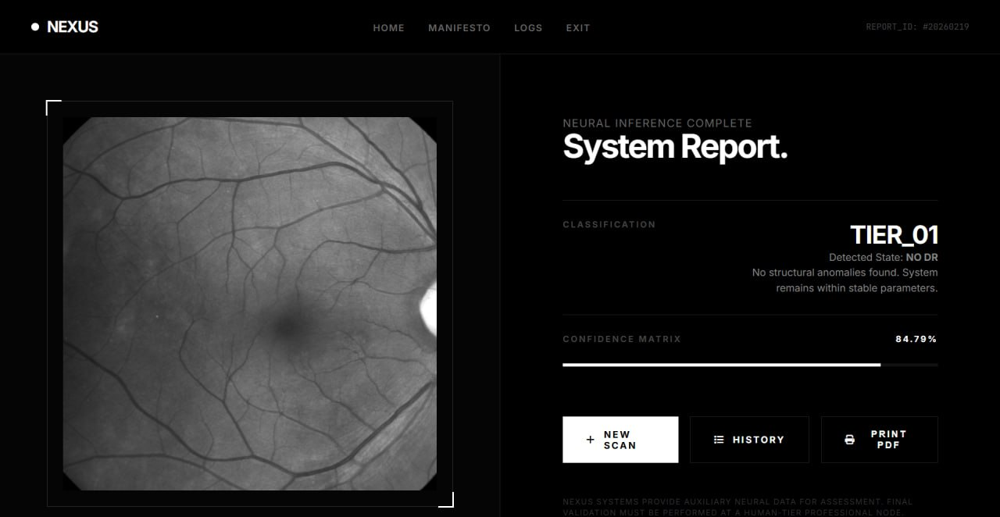 NEXUS
HOME MANIFESTO LOGS EXIT
REPORT_ID: #20260219
NEURAL INFERENCE COMPLETE
System Report.
CLASSIFICATION
TIER_01
Detected State: NO DR
No structural anomalies found. System
remains within stable parameters.
CONFIDENCE MATRIX
84.79%
NEW
SCAN
HISTORY
PRINT
PDF
NEXUS SYSTEMS PROVIDE AUXILIARY NEURAL DATA FOR ASSESSMENT. FINAL
VALIDATION MUST BE PERFORMED AT A HUMAN-TIER PROFESSIONAL NODE.